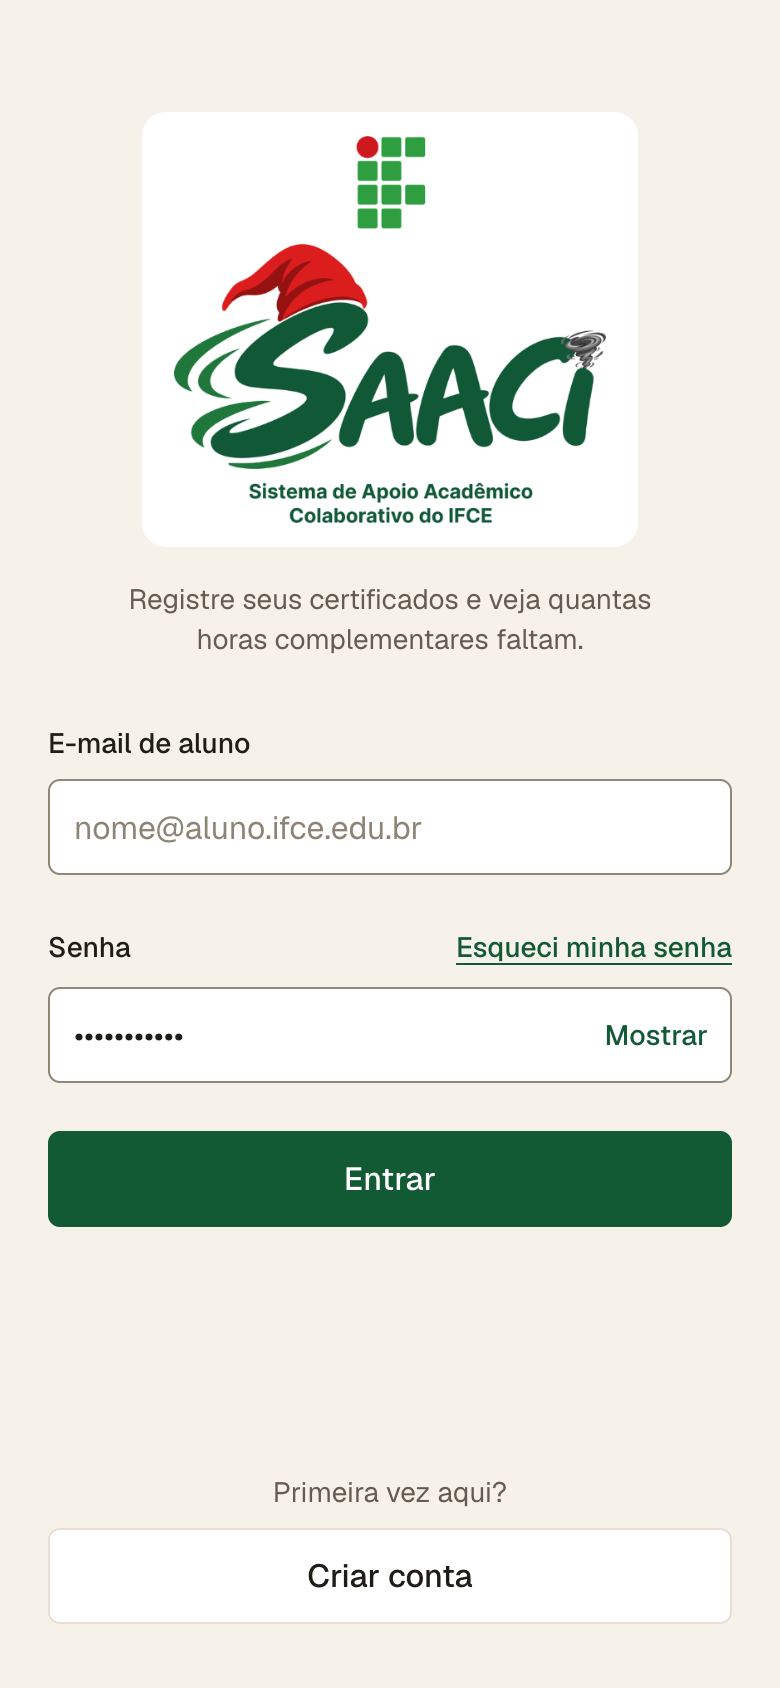 SAACi
Sistema de Apoio Acadêmico
Colaborativo do IFCE
Registre seus certificados e veja quantas
horas complementares faltam.
E-mail de aluno
nome@aluno.ifce.edu.br
Senha
Esqueci minha senha
•••••••••••
Mostrar
Entrar
Primeira vez aqui?
Criar conta